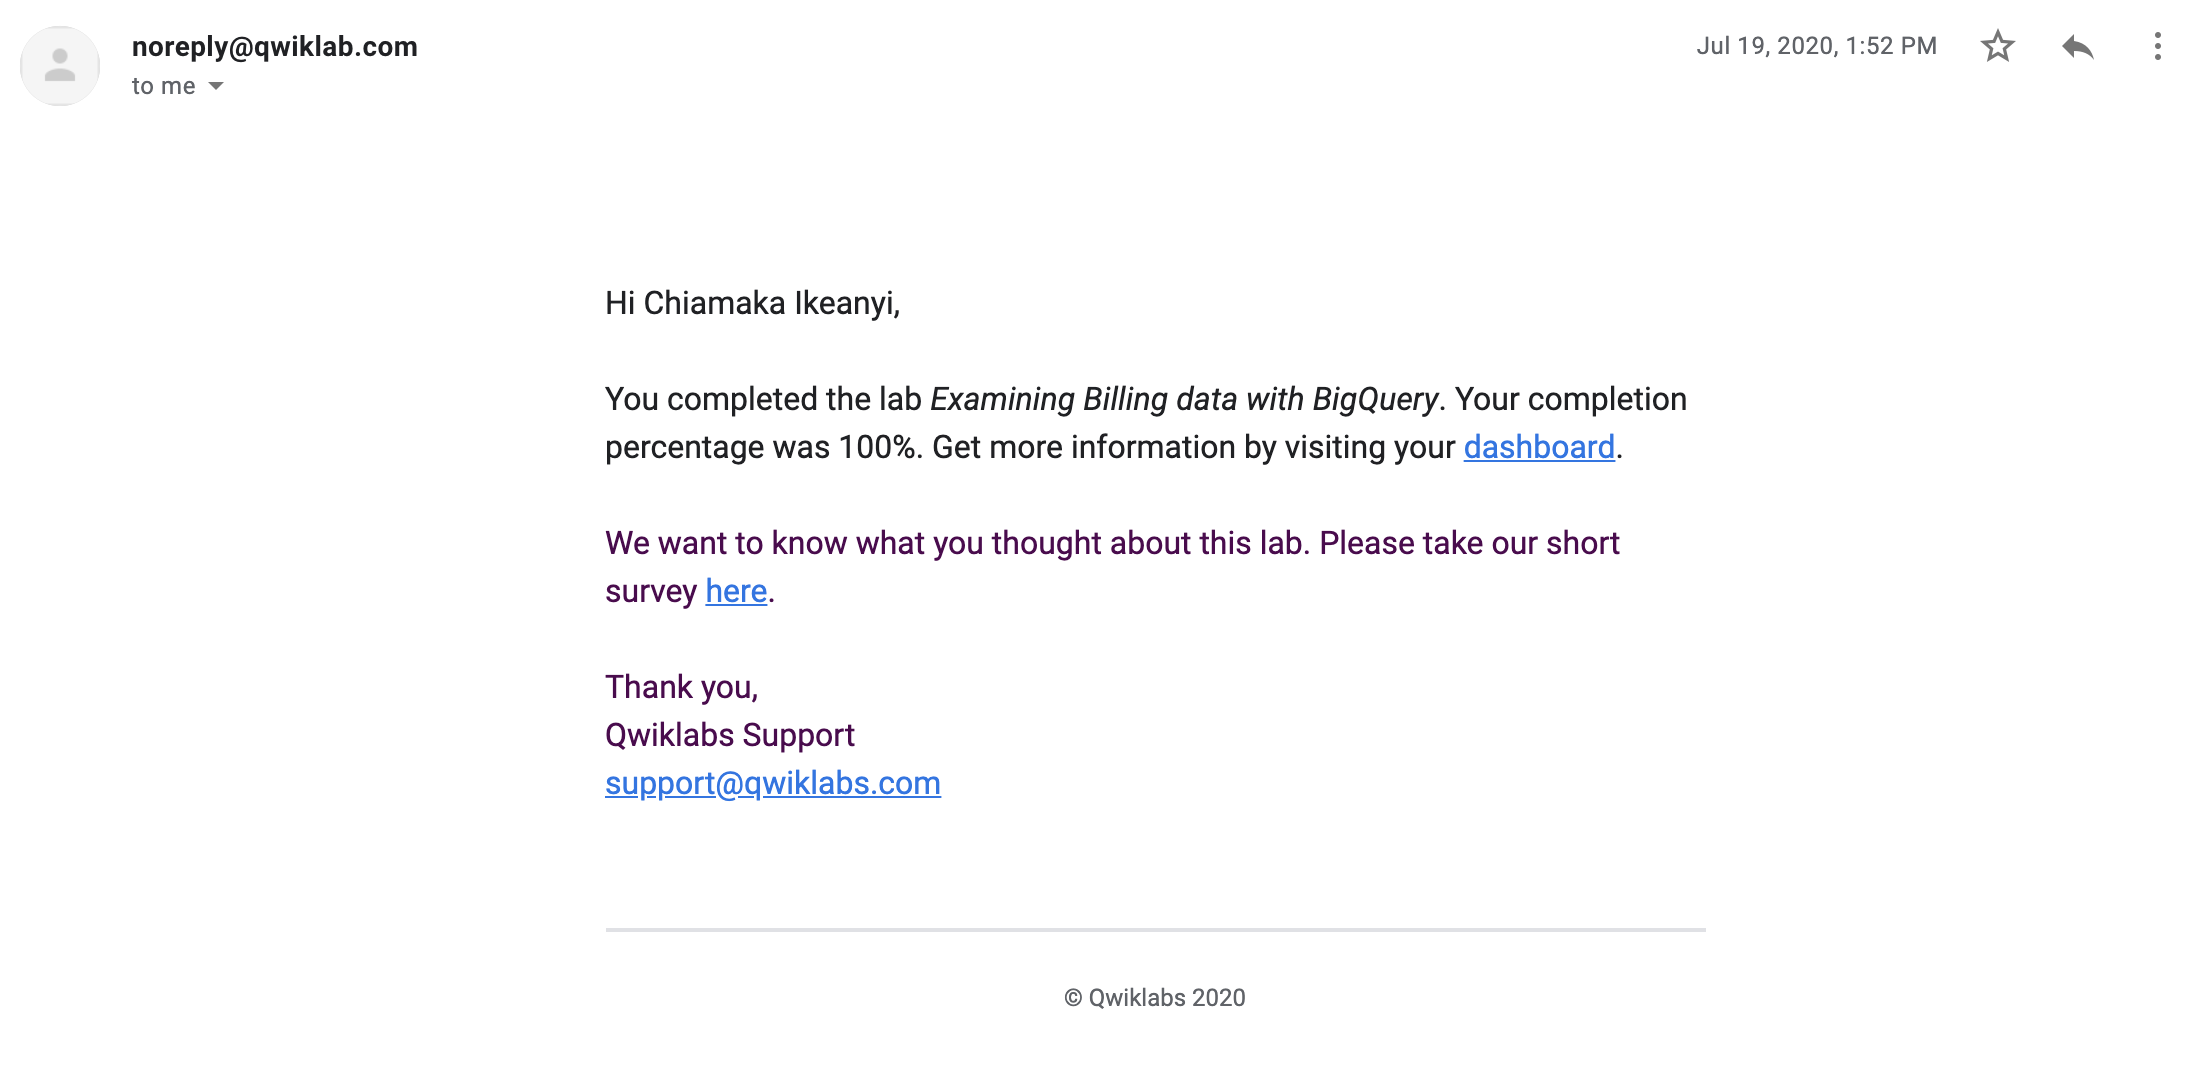 noreply@qwiklab.com
Jul 19, 2020, 1:52 PM
to me
Hi Chiamaka Ikeanyi,
You completed the lab Examining Billing data with BigQuery. Your completion
percentage was 100%. Get more information by visiting your dashboard.
We want to know what you thought about this lab. Please take our short
survey here.
Thank you,
Qwiklabs Support
support@qwiklabs.com
© Qwiklabs 2020